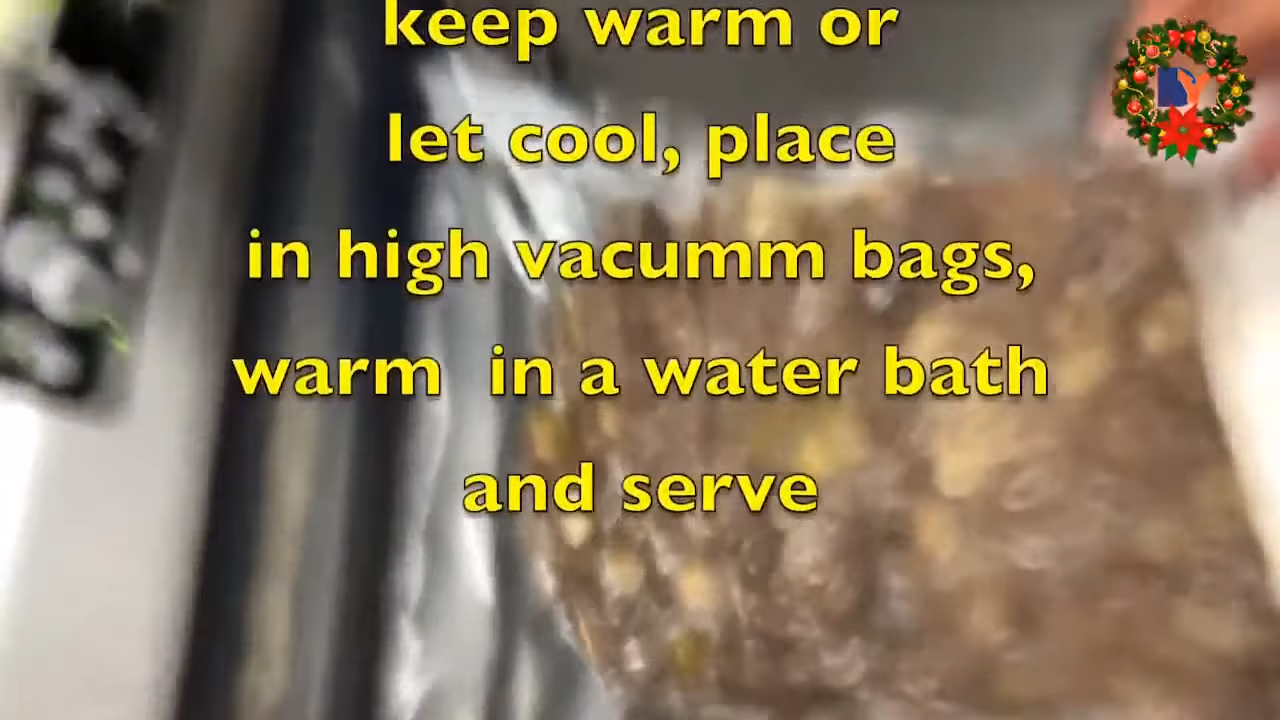 keep warm or
let cool, place
in high vacumm bags,
warm in a water bath
and serve